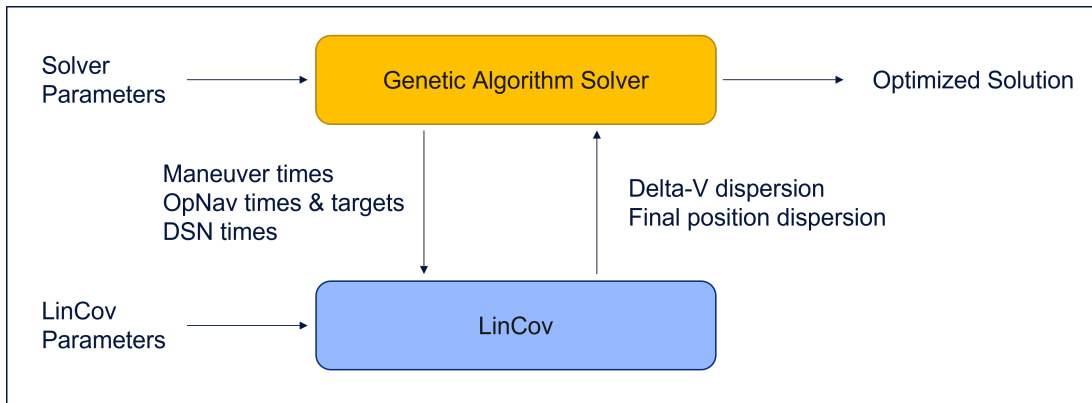 Solver
Parameters
Genetic Algorithm Solver
Optimized Solution
Maneuver times
OpNav times & targets
DSN times
Delta-V dispersion
Final position dispersion
LinCov
Parameters
LinCov